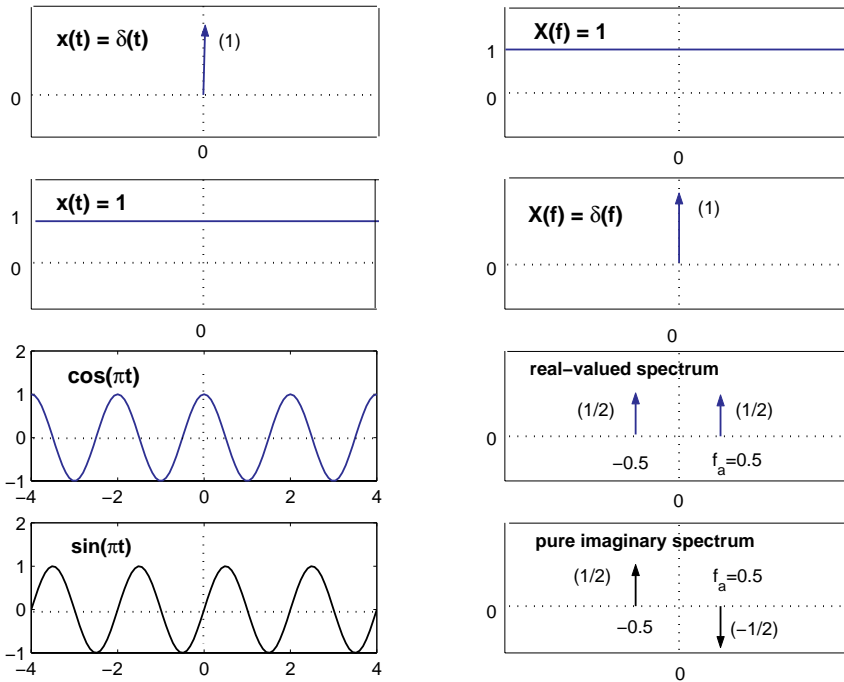 x(t) = δ(t)
(1)
0
0
X(f) = 1
1
0
0
x(t) = 1
1
0
0
X(f) = δ(f)
(1)
0
0
2
cos(πt)
1
0
−1
−4 −2 0 2 4
real−valued spectrum
(1/2) (1/2)
0
−0.5 f_a=0.5
0
2
sin(πt)
1
0
−1
−4 −2 0 2 4
pure imaginary spectrum
(1/2) f_a=0.5
0
−0.5 (−1/2)
0